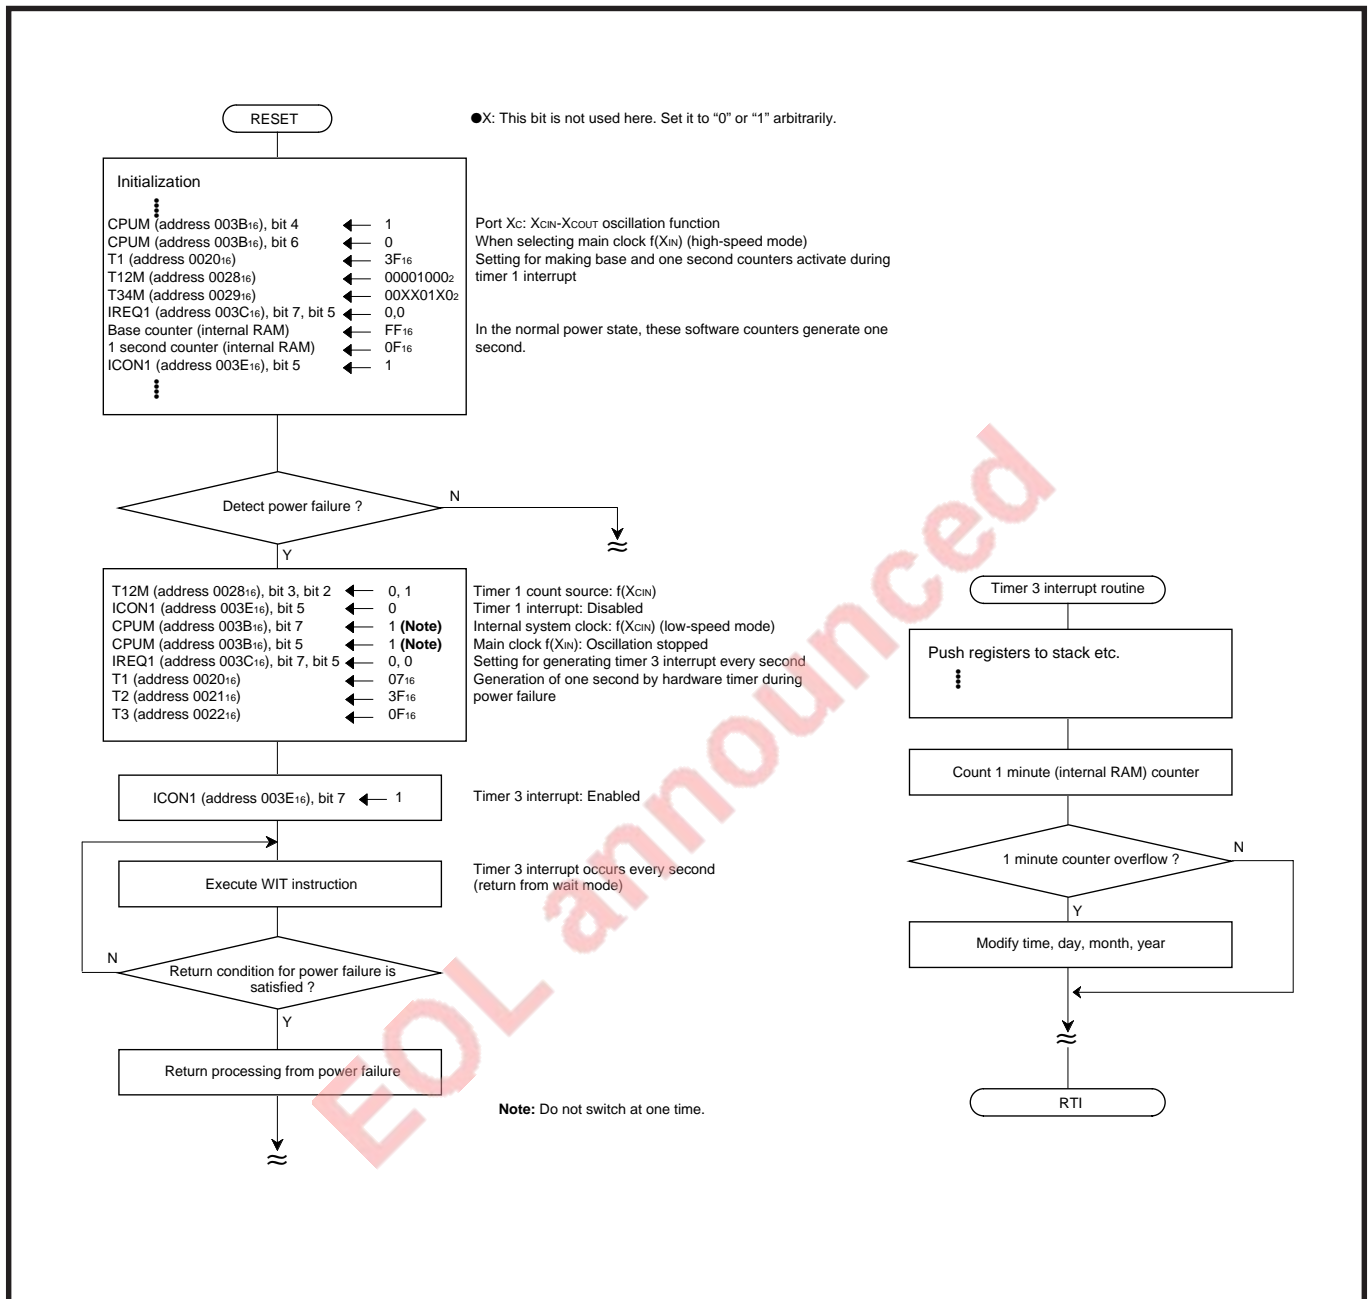 RESET
●X: This bit is not used here. Set it to “0” or “1” arbitrarily.
Initialization
CPUM (address 003B16), bit 4 ← 1 Port XC: XCIN-XCOUT oscillation function
CPUM (address 003B16), bit 6 ← 0 When selecting main clock f(XIN) (high-speed mode)
T1 (address 002016) ← 3F16 Setting for making base and one second counters activate during
T12M (address 002816) ← 000010002 timer 1 interrupt
T34M (address 002916) ← 00XX01X02
IREQ1 (address 003C16), bit 7, bit 5 ← 0,0
Base counter (internal RAM) ← FF16 In the normal power state, these software counters generate one
1 second counter (internal RAM) ← 0F16 second.
ICON1 (address 003E16), bit 5 ← 1
Detect power failure ?
N
Y
T12M (address 002816), bit 3, bit 2 ← 0, 1 Timer 1 count source: f(XCIN)
ICON1 (address 003E16), bit 5 ← 0 Timer 1 interrupt: Disabled
CPUM (address 003B16), bit 7 ← 1 (Note) Internal system clock: f(XCIN) (low-speed mode)
CPUM (address 003B16), bit 5 ← 1 (Note) Main clock f(XIN): Oscillation stopped
IREQ1 (address 003C16), bit 7, bit 5 ← 0, 0 Setting for generating timer 3 interrupt every second
T1 (address 002016) ← 0716 Generation of one second by hardware timer during
T2 (address 002116) ← 3F16 power failure
T3 (address 002216) ← 0F16
ICON1 (address 003E16), bit 7 ← 1 Timer 3 interrupt: Enabled
Execute WIT instruction
Timer 3 interrupt occurs every second
(return from wait mode)
N
Return condition for power failure is
satisfied ?
Y
Return processing from power failure
Note: Do not switch at one time.
Timer 3 interrupt routine
Push registers to stack etc.
Count 1 minute (internal RAM) counter
1 minute counter overflow ?
N
Y
Modify time, day, month, year
RTI
EOL announced